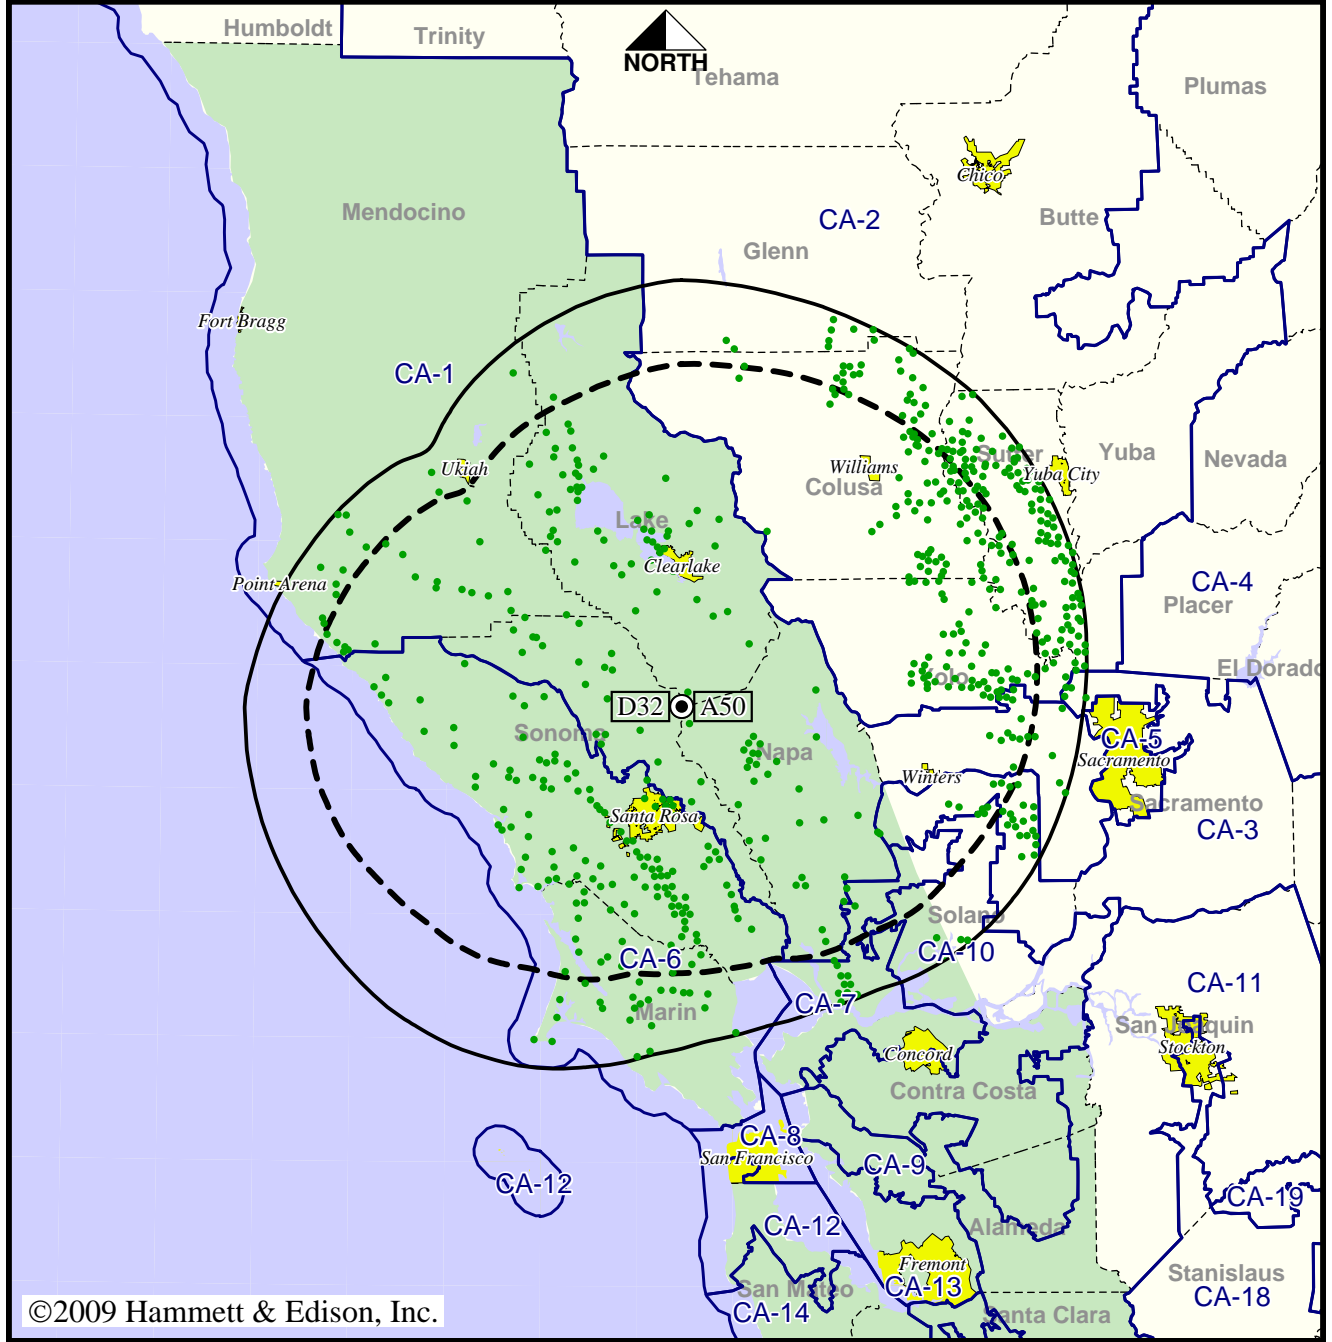 Humboldt
Trinity
NORTH
Tehama
Plumas
Chico
Mendocino
CA-2
Butte
Glenn
Fort Bragg
CA-1
Ukiah
Williams
Colusa
Sutter
Yuba City
Yuba
Nevada
Lake
Clearlake
Point Arena
CA-4
Placer
El Dorado
Yolo
D32
A50
Sonoma
Napa
CA-5
Sacramento
Winters
Sacramento
CA-3
Santa Rosa
Solano
CA-10
CA-6
CA-7
Marin
CA-11
San Joaquin
Stockton
Concord
Contra Costa
CA-8
San Francisco
CA-9
CA-12
CA-19
CA-12
Alameda
Fremont
CA-13
San Mateo
CA-14
Stanislaus
CA-18
Santa Clara
©2009 Hammett & Edison, Inc.